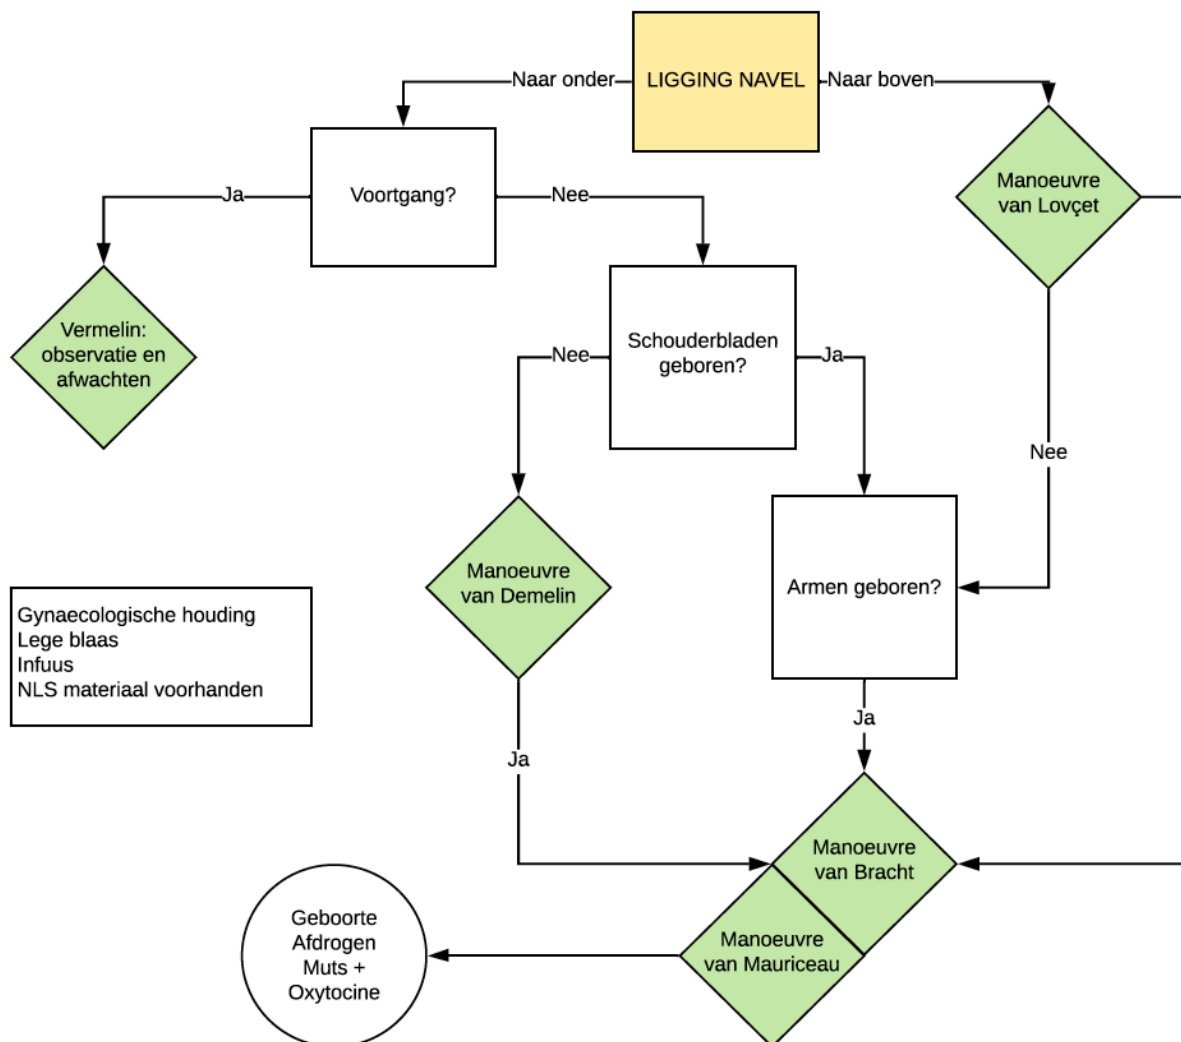 Naar onder
LIGGING NAVEL
Naar boven
Voortgang?
Ja
Nee
Manoeuvre
van Lovçet
Vermelin:
observatie en
afwachten
Schouderbladen
geboren?
Nee
Ja
Nee
Manoeuvre
van Demelin
Armen geboren?
Gynaecologische houding
Lege blaas
Infuus
NLS materiaal voorhanden
Ja
Ja
Manoeuvre
van Bracht
Manoeuvre
van Mauriceau
Geboorte
Afdrogen
Muts +
Oxytocine